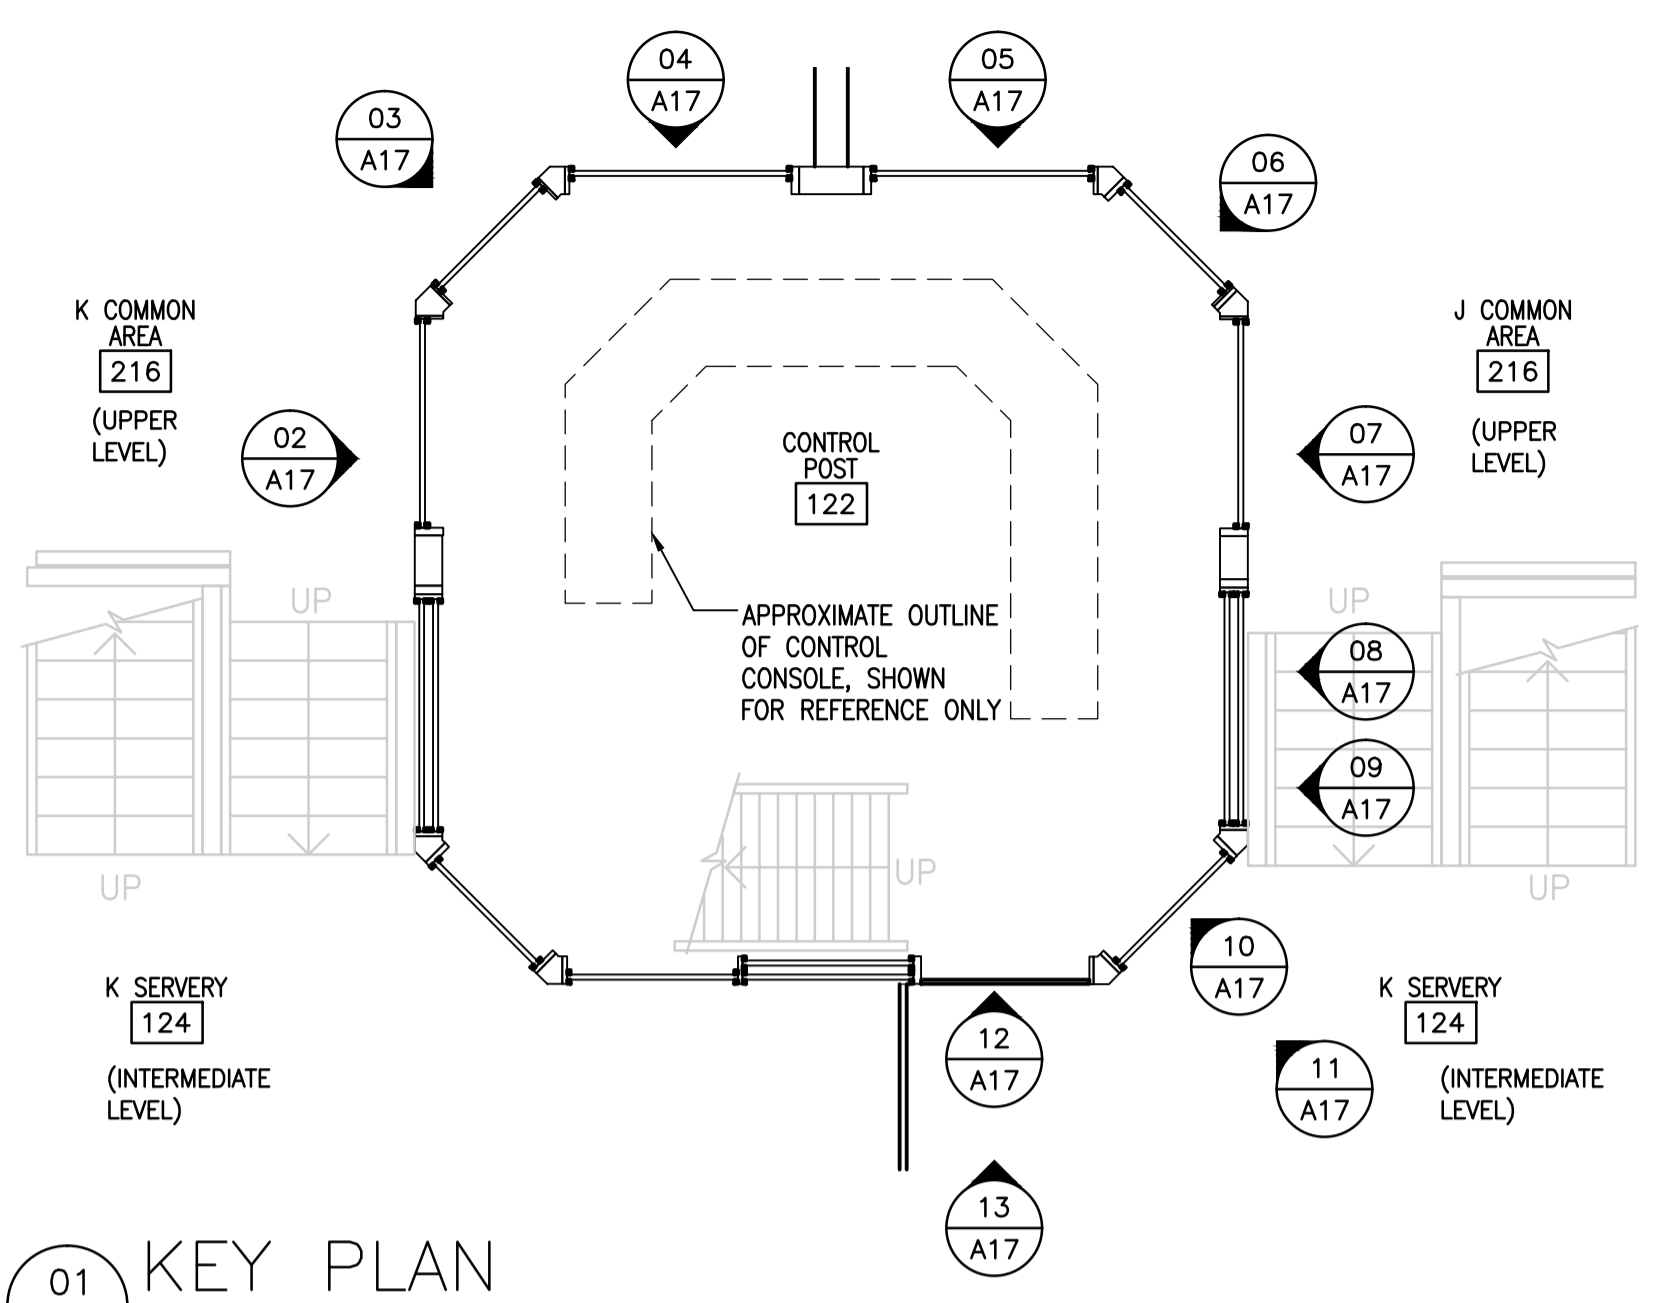 04
A17
05
A17
03
A17
06
A17
K COMMON
AREA
216
(UPPER
LEVEL)
J COMMON
AREA
216
(UPPER
LEVEL)
02
A17
CONTROL
POST
122
07
A17
UP
UP
APPROXIMATE OUTLINE
OF CONTROL
CONSOLE, SHOWN
FOR REFERENCE ONLY
08
A17
09
A17
UP
UP
UP
K SERVERY
124
(INTERMEDIATE
LEVEL)
10
A17
K SERVERY
124
(INTERMEDIATE
LEVEL)
12
A17
11
A17
13
A17
01
KEY PLAN